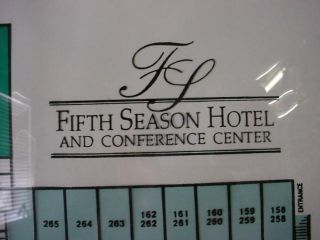 FS
FIFTH SEASON HOTEL
AND CONFERENCE CENTER
162 161 160 159 158
265 264 263 262 261 260 259 258
ENTRANCE